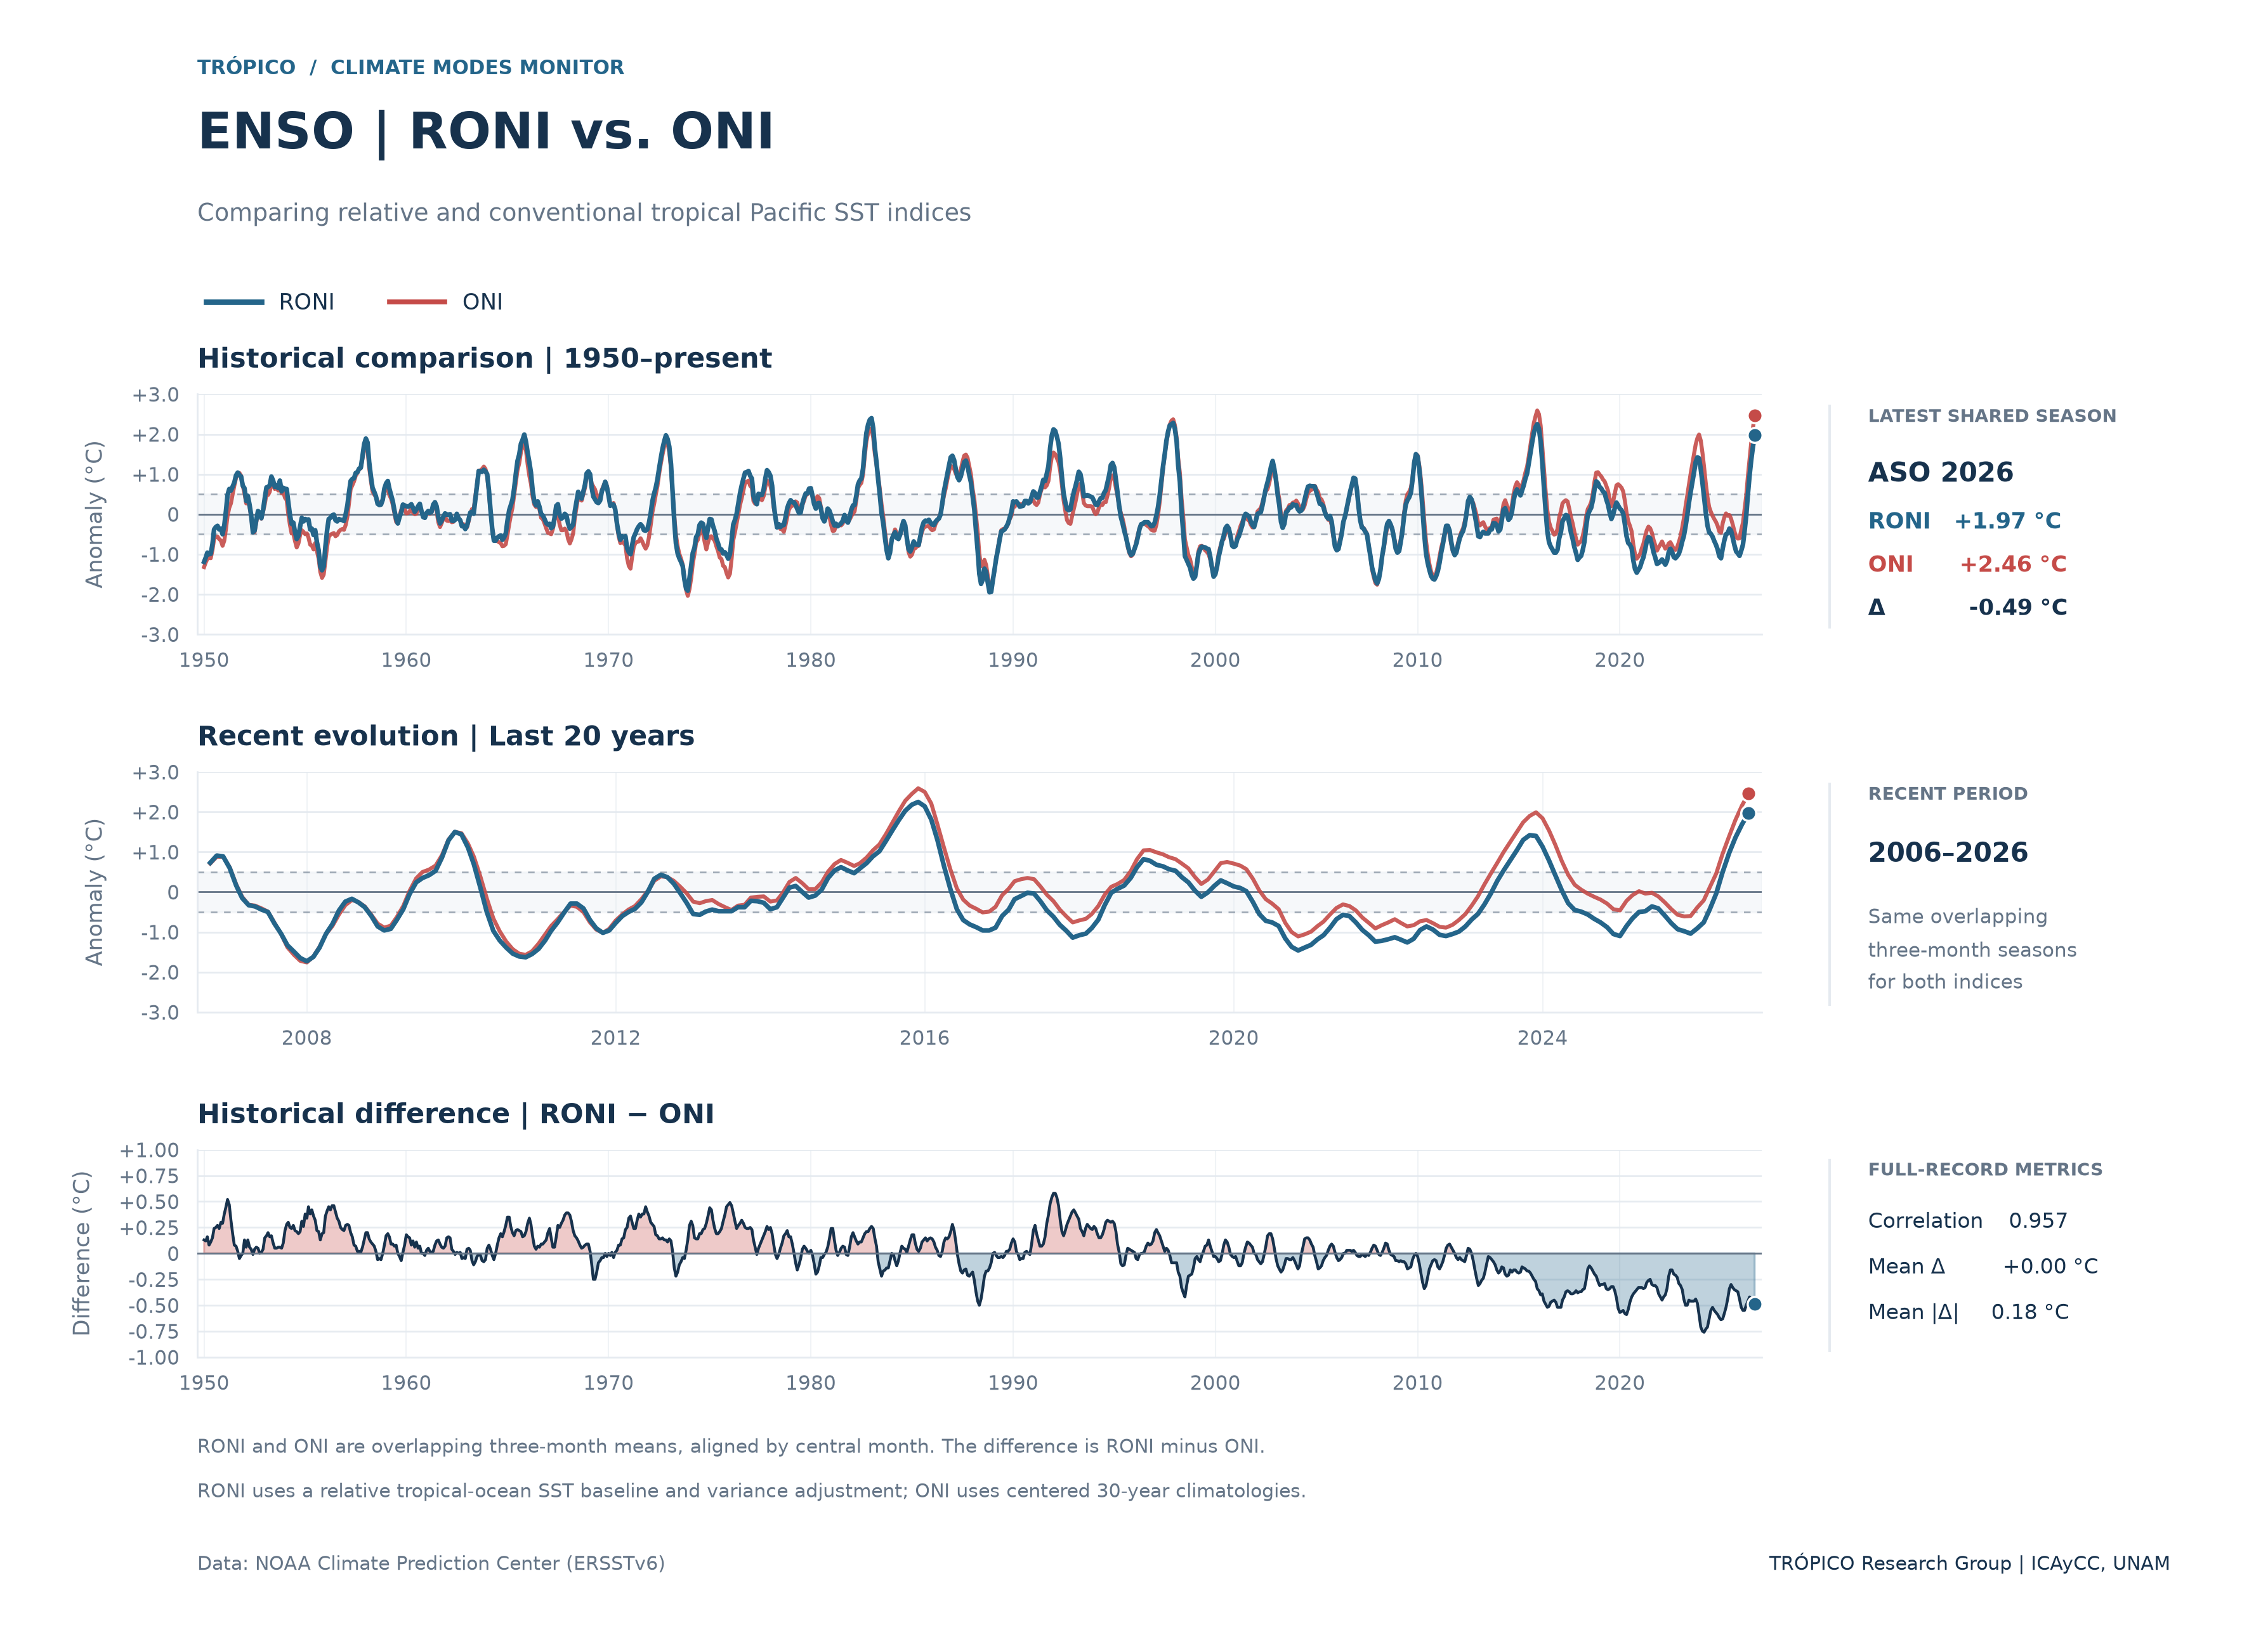 TRÓPICO / CLIMATE MODES MONITOR
ENSO | RONI vs. ONI
Comparing relative and conventional tropical Pacific SST indices
RONI ONI
Historical comparison | 1950–present
Anomaly (°C)
+3.0
+2.0
+1.0
0
-1.0
-2.0
-3.0
1950 1960 1970 1980 1990 2000 2010 2020
LATEST SHARED SEASON
ASO 2026
RONI +1.97 °C
ONI +2.46 °C
Δ -0.49 °C
Recent evolution | Last 20 years
Anomaly (°C)
+3.0
+2.0
+1.0
0
-1.0
-2.0
-3.0
2008 2012 2016 2020 2024
RECENT PERIOD
2006–2026
Same overlapping
three-month seasons
for both indices
Historical difference | RONI − ONI
Difference (°C)
+1.00
+0.75
+0.50
+0.25
0
-0.25
-0.50
-0.75
-1.00
1950 1960 1970 1980 1990 2000 2010 2020
FULL-RECORD METRICS
Correlation 0.957
Mean Δ +0.00 °C
Mean |Δ| 0.18 °C
RONI and ONI are overlapping three-month means, aligned by central month. The difference is RONI minus ONI.
RONI uses a relative tropical-ocean SST baseline and variance adjustment; ONI uses centered 30-year climatologies.
Data: NOAA Climate Prediction Center (ERSSTv6)
TRÓPICO Research Group | ICAyCC, UNAM